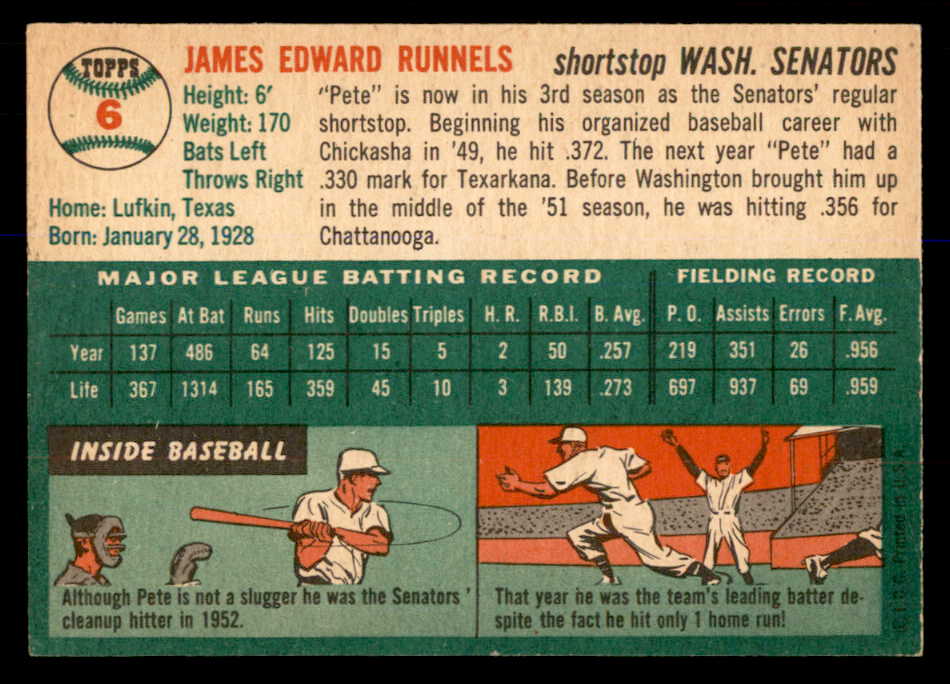 TOPPS
6
JAMES EDWARD RUNNELS
shortstop WASH. SENATORS
Height: 6'
Weight: 170
Bats Left
Throws Right
Home: Lufkin, Texas
Born: January 28, 1928
"Pete" is now in his 3rd season as the Senators' regular
shortstop. Beginning his organized baseball career with
Chickasha in '49, he hit .372. The next year "Pete" had a
.330 mark for Texarkana. Before Washington brought him up
in the middle of the '51 season, he was hitting .356 for
Chattanooga.
MAJOR LEAGUE BATTING RECORD FIELDING RECORD
Games At Bat Runs Hits Doubles Triples H. R. R.B.I. B. Avg. P. O. Assists Errors F. Avg.
Year 137 486 64 125 15 5 2 50 .257 219 351 26 .956
Life 367 1314 165 359 45 10 3 139 .273 697 937 69 .959
INSIDE BASEBALL
Although Pete is not a slugger he was the Senators'
cleanup hitter in 1952.
That year he was the team's leading batter de-
spite the fact he hit only 1 home run!
© T. C. G. Printed in U.S.A.